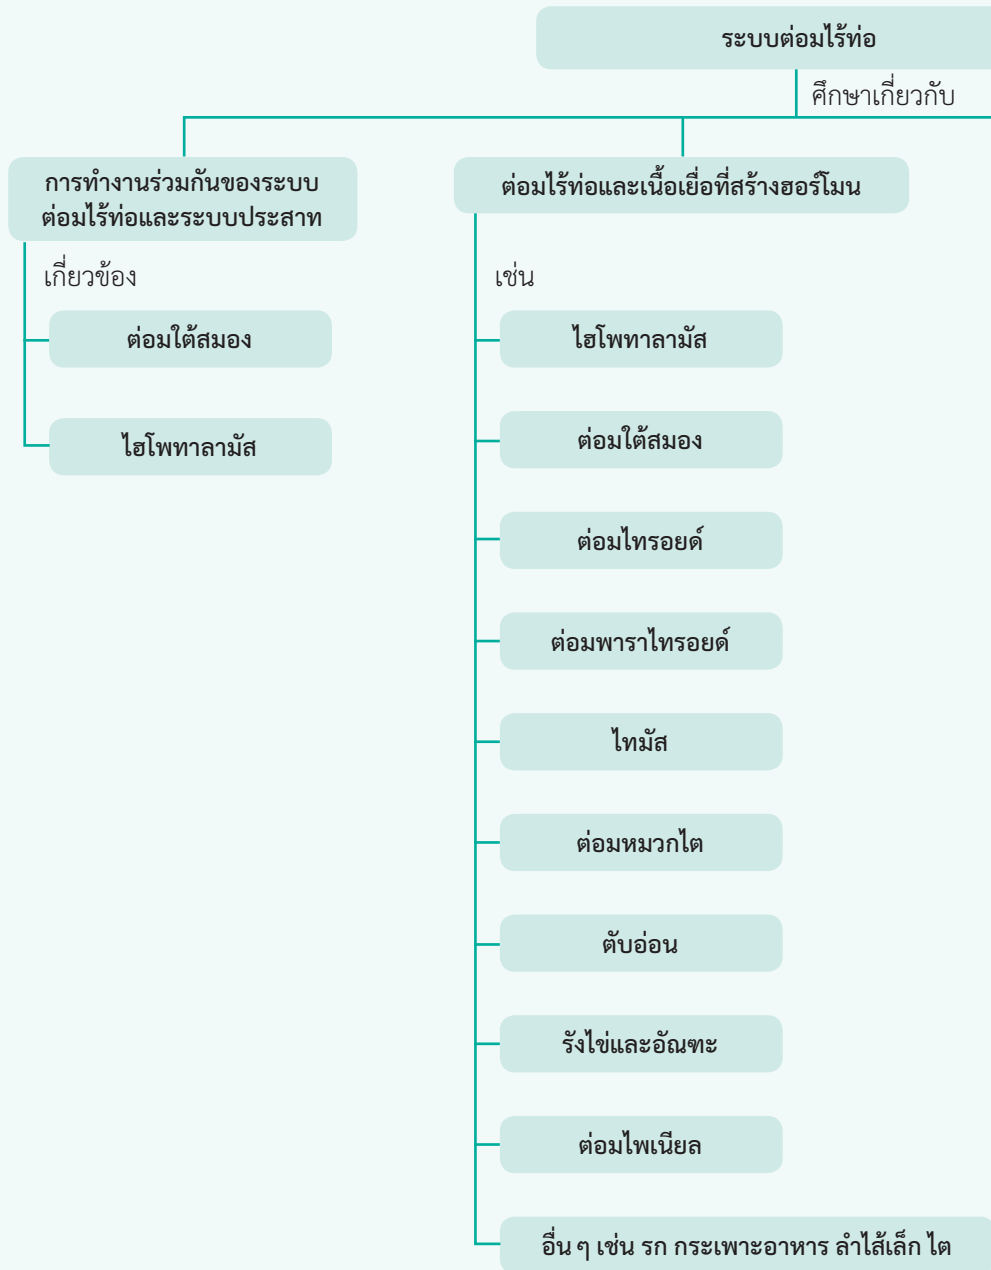 ระบบต่อมไร้ท่อ
ศึกษาเกี่ยวกับ
การทำงานร่วมกันของระบบ
ต่อมไร้ท่อและระบบประสาท
เกี่ยวข้อง
ต่อมใต้สมอง
ไฮโพทาลามัส
ต่อมไร้ท่อและเนื้อเยื่อที่สร้างฮอร์โมน
เช่น
ไฮโพทาลามัส
ต่อมใต้สมอง
ต่อมไทรอยด์
ต่อมพาราไทรอยด์
ไทมัส
ต่อมหมวกไต
ตับอ่อน
รังไข่และอัณฑะ
ต่อมไพเนียล
อื่น ๆ เช่น รก กระเพาะอาหาร ลำไส้เล็ก ไต